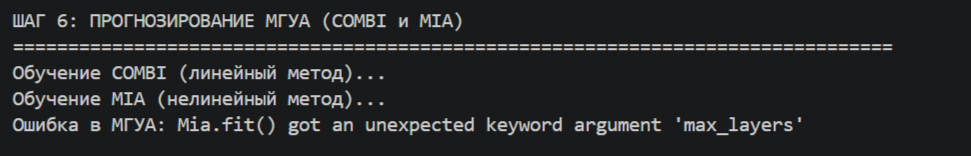 ШАГ 6: ПРОГНОЗИРОВАНИЕ МГУА (COMBI и MIA)
================================================================================
Обучение COMBI (линейный метод)...
Обучение MIA (нелинейный метод)...
Ошибка в МГУА: Mia.fit() got an unexpected keyword argument 'max_layers'